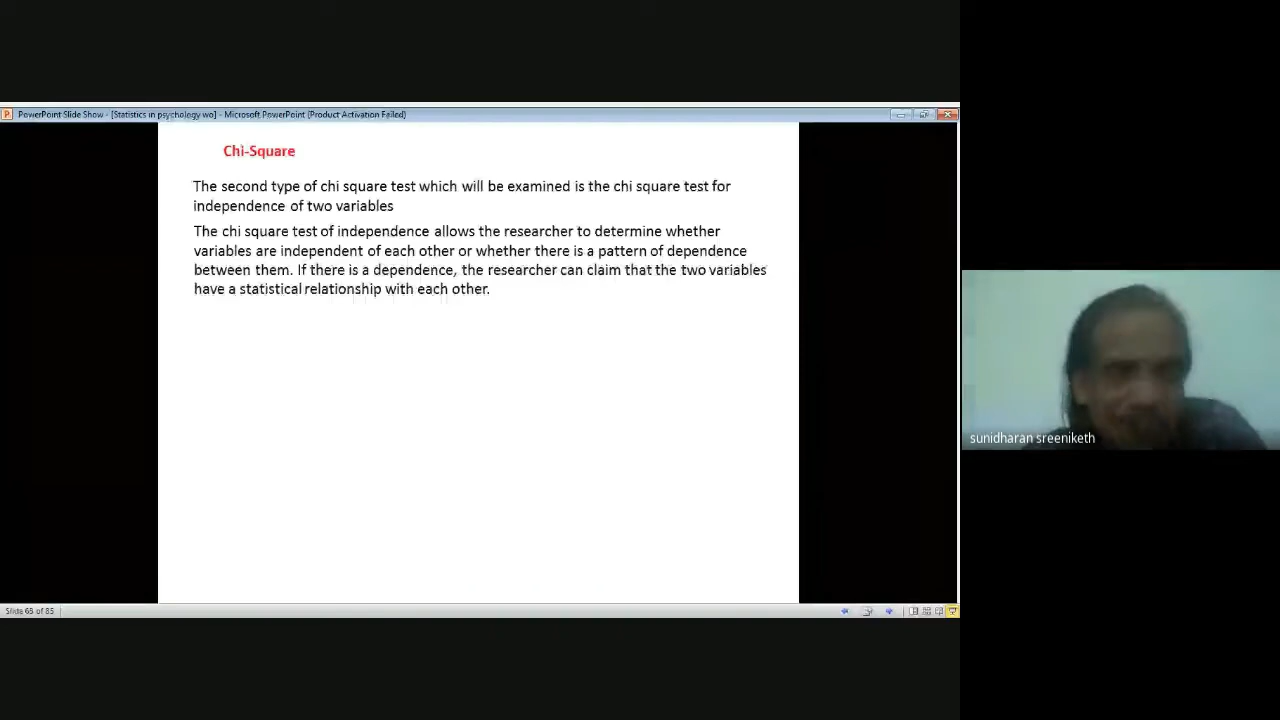 PowerPoint Slide Show - [Statistics in psychology wo] - Microsoft PowerPoint (Product Activation Failed)
Chi-Square
The second type of chi square test which will be examined is the chi square test for
independence of two variables
The chi square test of independence allows the researcher to determine whether
variables are independent of each other or whether there is a pattern of dependence
between them. If there is a dependence, the researcher can claim that the two variables
have a statistical relationship with each other.
sunidharan sreeniketh